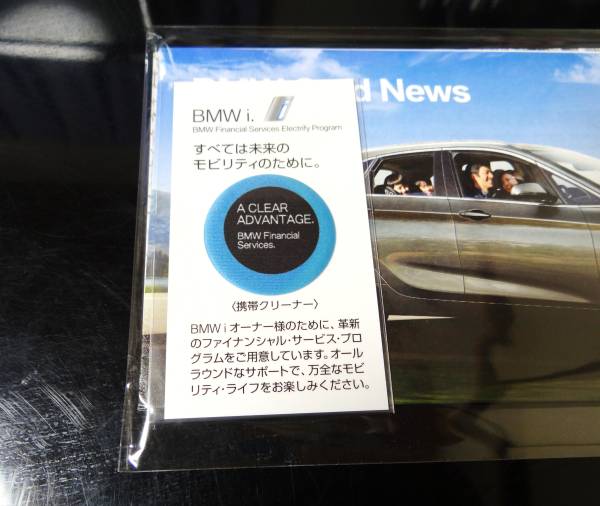 News
BMW i.
BMW Financial Services Electrify Program
すべては未来の
モビリティのために。
A CLEAR
ADVANTAGE.
BMW Financial
Services.
〈携帯クリーナー〉
BMW i オーナー様のために、革新
のファイナンシャル・サービス・プロ
グラムをご用意しています。オール
ラウンドなサポートで、万全なモビ
リティ・ライフをお楽しみください。